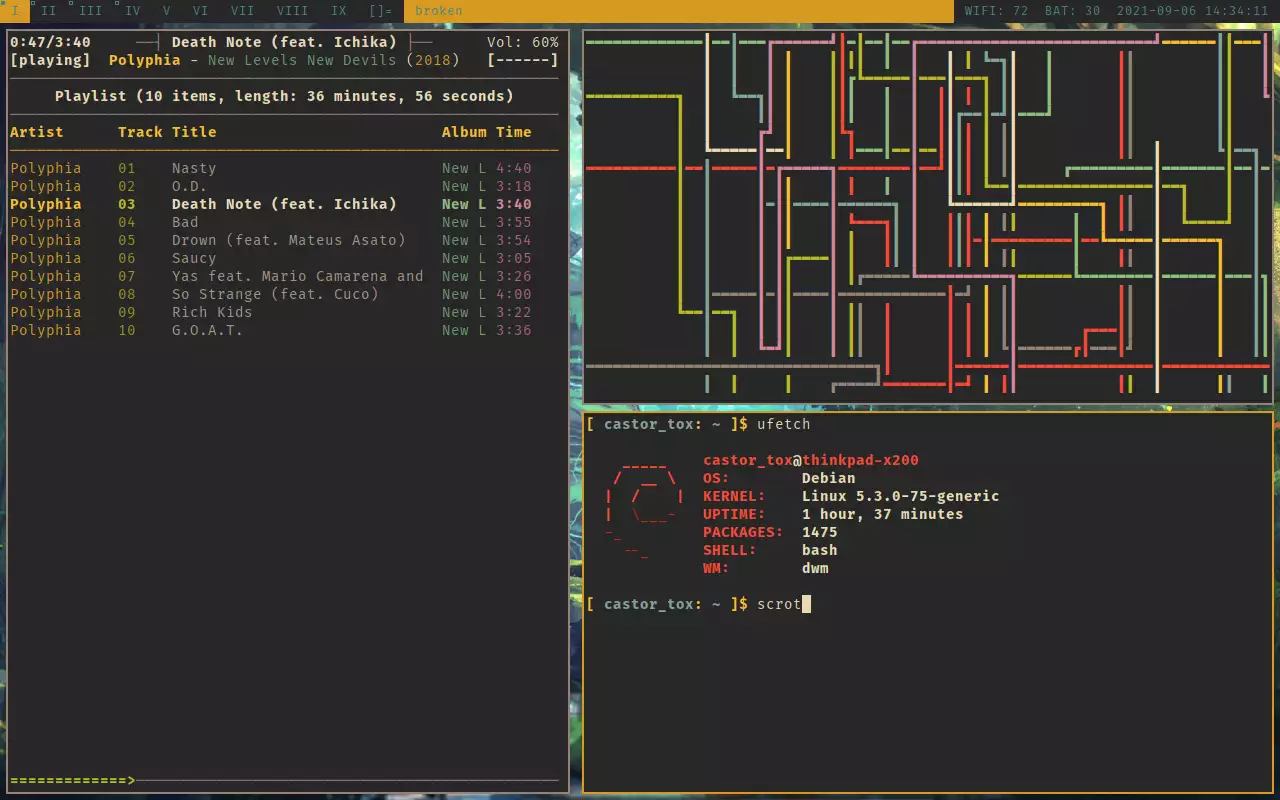 I II III IV V VI VII VIII IX []= broken WIFI: 72 BAT: 30 2021-09-06 14:34:11
0:47/3:40 ──┤ Death Note (feat. Ichika) ├── Vol: 60%
[playing] Polyphia - New Levels New Devils (2018) [------]
Playlist (10 items, length: 36 minutes, 56 seconds)
Artist Track Title Album Time
Polyphia 01 Nasty New L 4:40
Polyphia 02 O.D. New L 3:18
Polyphia 03 Death Note (feat. Ichika) New L 3:40
Polyphia 04 Bad New L 3:55
Polyphia 05 Drown (feat. Mateus Asato) New L 3:54
Polyphia 06 Saucy New L 3:05
Polyphia 07 Yas feat. Mario Camarena and New L 3:26
Polyphia 08 So Strange (feat. Cuco) New L 4:00
Polyphia 09 Rich Kids New L 3:22
Polyphia 10 G.O.A.T. New L 3:36
=============>
[ castor_tox: ~ ]$ ufetch
castor_tox@thinkpad-x200
OS: Debian
KERNEL: Linux 5.3.0-75-generic
UPTIME: 1 hour, 37 minutes
PACKAGES: 1475
SHELL: bash
WM: dwm
[ castor_tox: ~ ]$ scrot